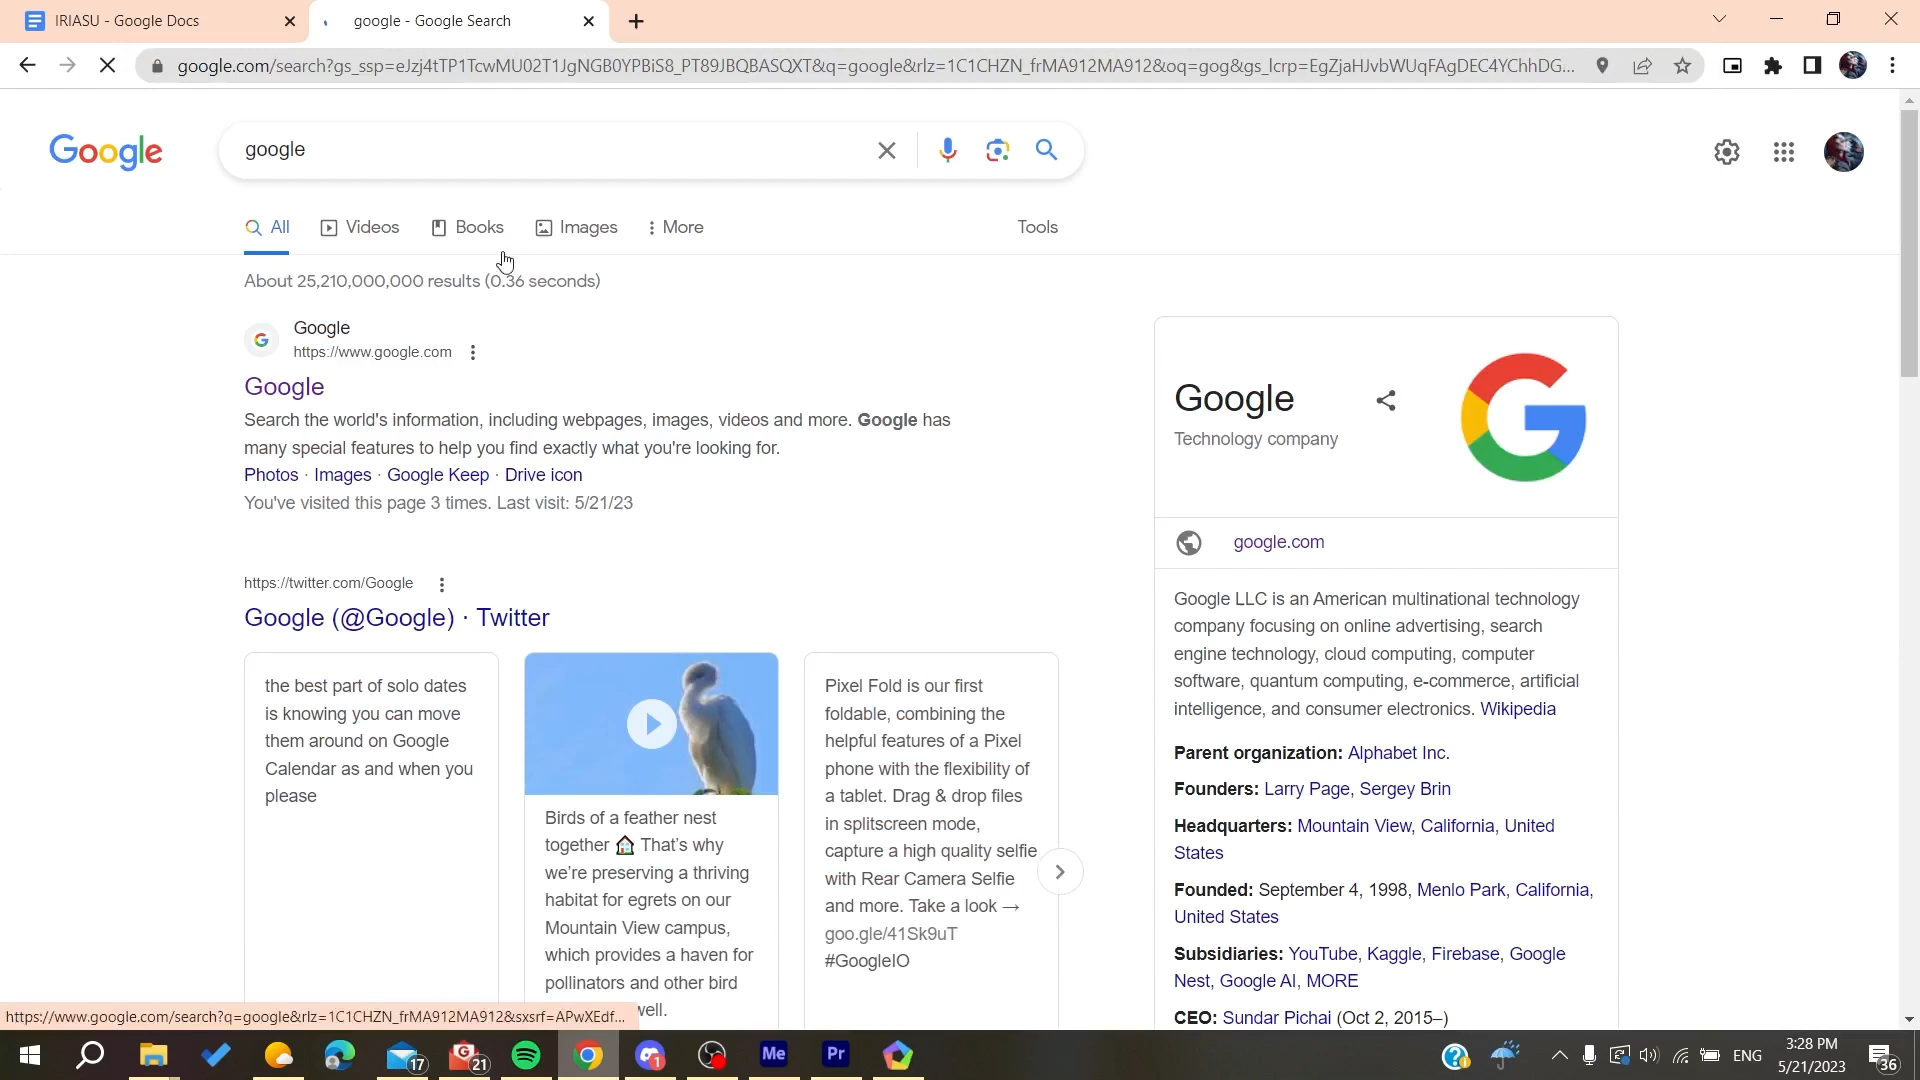 IRIASU - Google Docs
google - Google Search
google.com/search?gs_ssp=eJzj4tTP1TcwMU02T1JgNGB0YPBiS8_PT89JBQBASQXT&q=google&rlz=1C1CHZN_frMA912MA912&oq=gog&gs_lcrp=EgZjaHJvbWUqFAgDEC4YChhDG...
Google
google
All
Videos
Books
Images
More
Tools
About 25,210,000,000 results (0.36 seconds)
Google
https://www.google.com
Google
Search the world's information, including webpages, images, videos and more. Google has
many special features to help you find exactly what you're looking for.
Photos · Images · Google Keep · Drive icon
You've visited this page 3 times. Last visit: 5/21/23
https://twitter.com/Google
Google (@Google) · Twitter
the best part of solo dates
is knowing you can move
them around on Google
Calendar as and when you
please
Birds of a feather nest
together 🏠 That's why
we're preserving a thriving
habitat for egrets on our
Mountain View campus,
which provides a haven for
pollinators and other bird
well.
Pixel Fold is our first
foldable, combining the
helpful features of a Pixel
phone with the flexibility of
a tablet. Drag & drop files
in splitscreen mode,
capture a high quality selfie
with Rear Camera Selfie
and more. Take a look →
goo.gle/41Sk9uT
#GoogleIO
Google
Technology company
google.com
Google LLC is an American multinational technology
company focusing on online advertising, search
engine technology, cloud computing, computer
software, quantum computing, e-commerce, artificial
intelligence, and consumer electronics. Wikipedia
Parent organization: Alphabet Inc.
Founders: Larry Page, Sergey Brin
Headquarters: Mountain View, California, United
States
Founded: September 4, 1998, Menlo Park, California,
United States
Subsidiaries: YouTube, Kaggle, Firebase, Google
Nest, Google AI, MORE
CEO: Sundar Pichai (Oct 2, 2015–)
https://www.google.com/search?q=google&rlz=1C1CHZN_frMA912MA912&sxsrf=APwXEdf...
17
21
1
Me
Pr
ENG
3:28 PM
5/21/2023
36